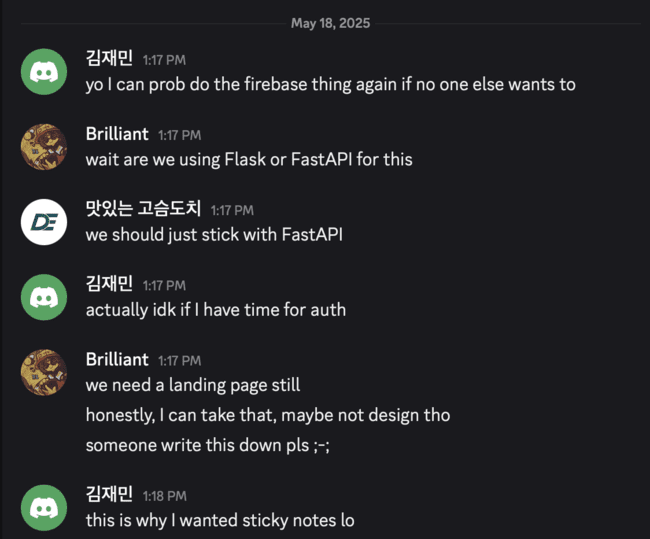 May 18, 2025
김재민 1:17 PM
yo I can prob do the firebase thing again if no one else wants to
Brilliant 1:17 PM
wait are we using Flask or FastAPI for this
DE
맛있는 고슴도치 1:17 PM
we should just stick with FastAPI
김재민 1:17 PM
actually idk if I have time for auth
Brilliant 1:17 PM
we need a landing page still
honestly, I can take that, maybe not design tho
someone write this down pls ;-;
김재민 1:18 PM
this is why I wanted sticky notes lo